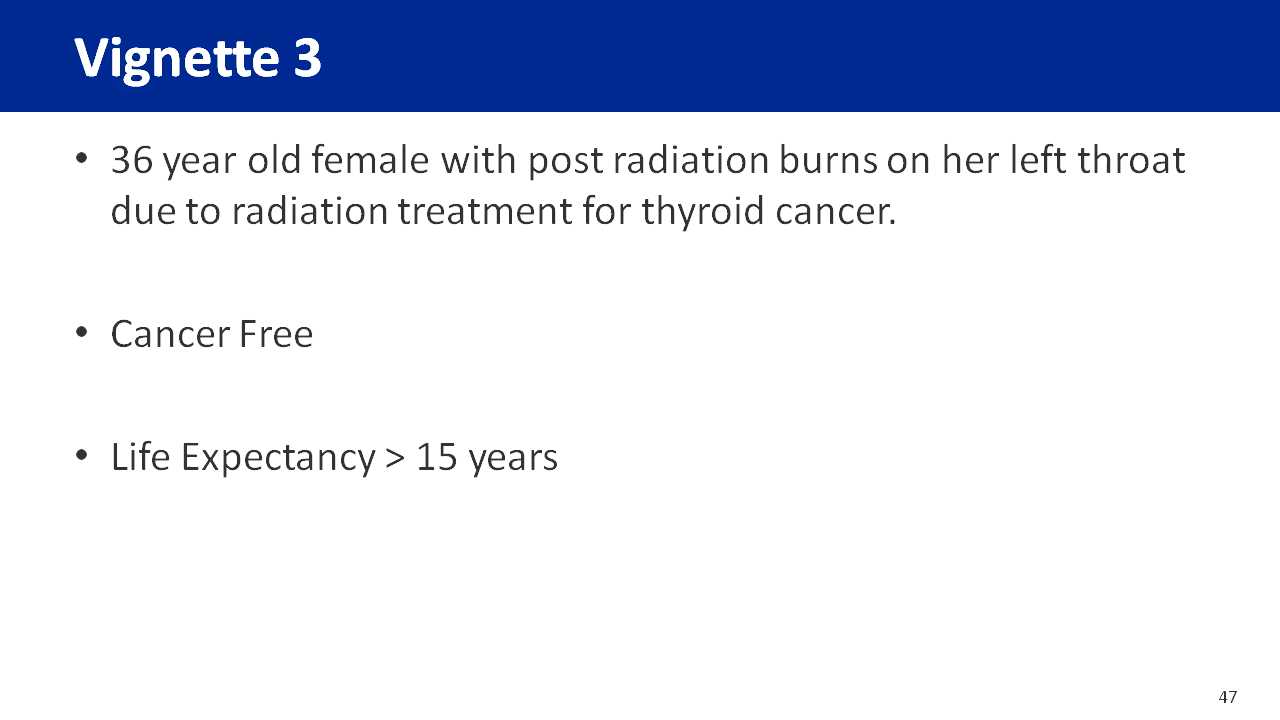 Vignette 3
• 36 year old female with post radiation burns on her left throat
due to radiation treatment for thyroid cancer.
• Cancer Free
• Life Expectancy > 15 years
47